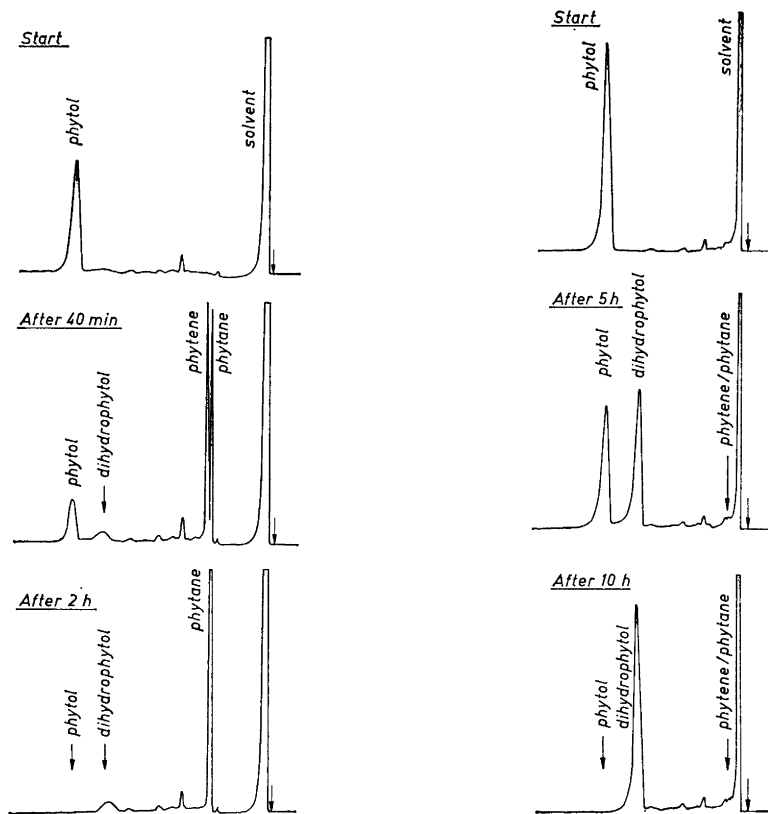 Start
phytol
solvent
After 40 min
phytol
dihydrophytol
phytene
phytane
After 2 h
phytol
dihydrophytol
phytane
Start
phytol
solvent
After 5 h
phytol
dihydrophytol
phytene/phytane
After 10 h
phytol
dihydrophytol
phytene/phytane